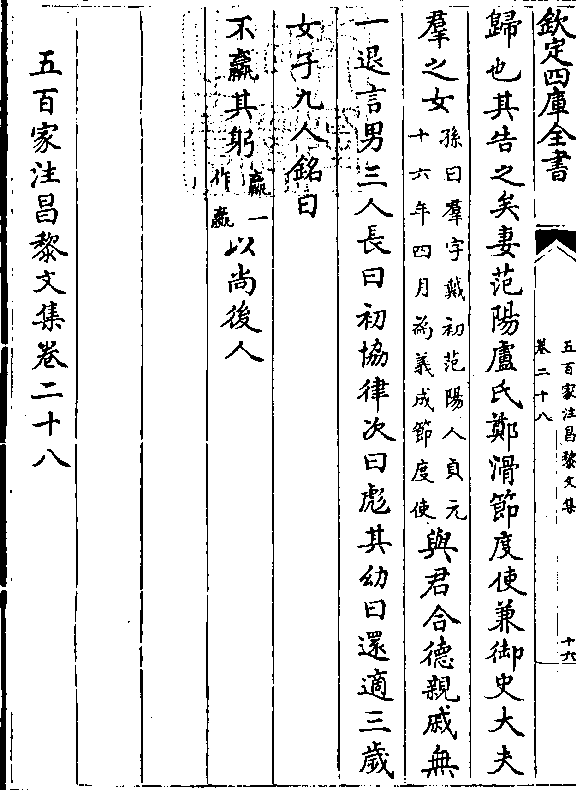 欽定四庫全書
五百家注昌黎文集
卷二十八
十六
歸也其告之矣妻范陽盧氏鄭滑節度使兼御史大夫
羣之女孫曰羣字戴初范陽人貞元
十六年四月為義成節度使與君合德親戚無
一退言男三人長曰初協律次曰彪其幼曰還適三歲
女子九人銘曰
不贏其躬贏一
作羸以尚後人
五百家注昌黎文集卷二十八